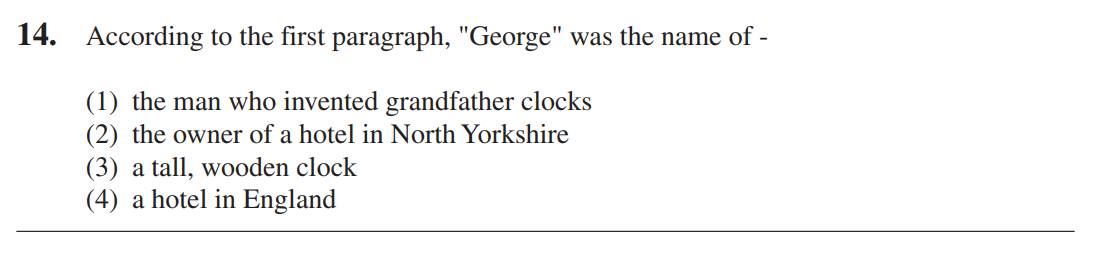 14. According to the first paragraph, "George" was the name of -
(1) the man who invented grandfather clocks
(2) the owner of a hotel in North Yorkshire
(3) a tall, wooden clock
(4) a hotel in England